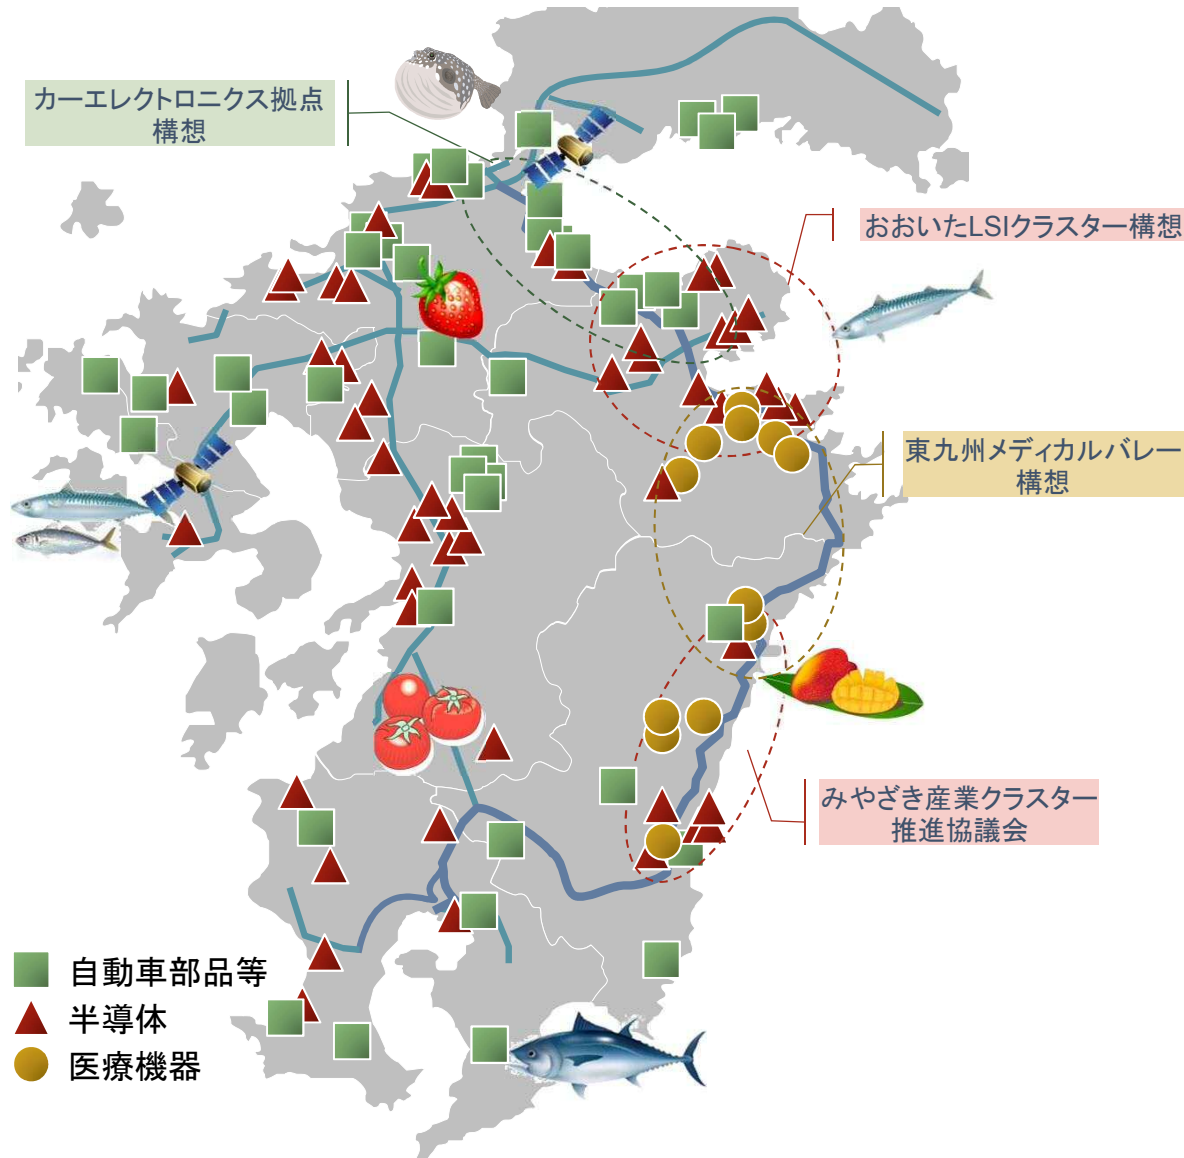 カーエレクトロニクス拠点
構想
おおいたLSIクラスター構想
東九州メディカルバレー
構想
みやざき産業クラスター
推進協議会
自動車部品等
半導体
医療機器